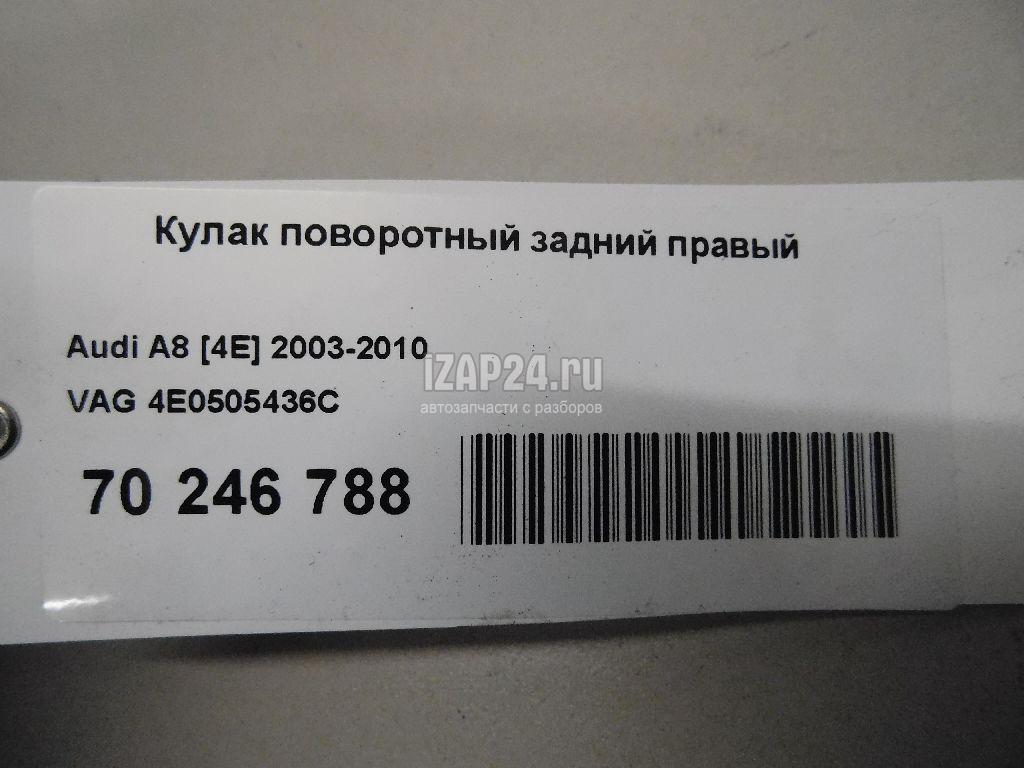 Кулак поворотный задний правый
Audi A8 [4E] 2003-2010
iZAP24.ru
VAG 4E0505436C
автозапчасти с разборов
70 246 788